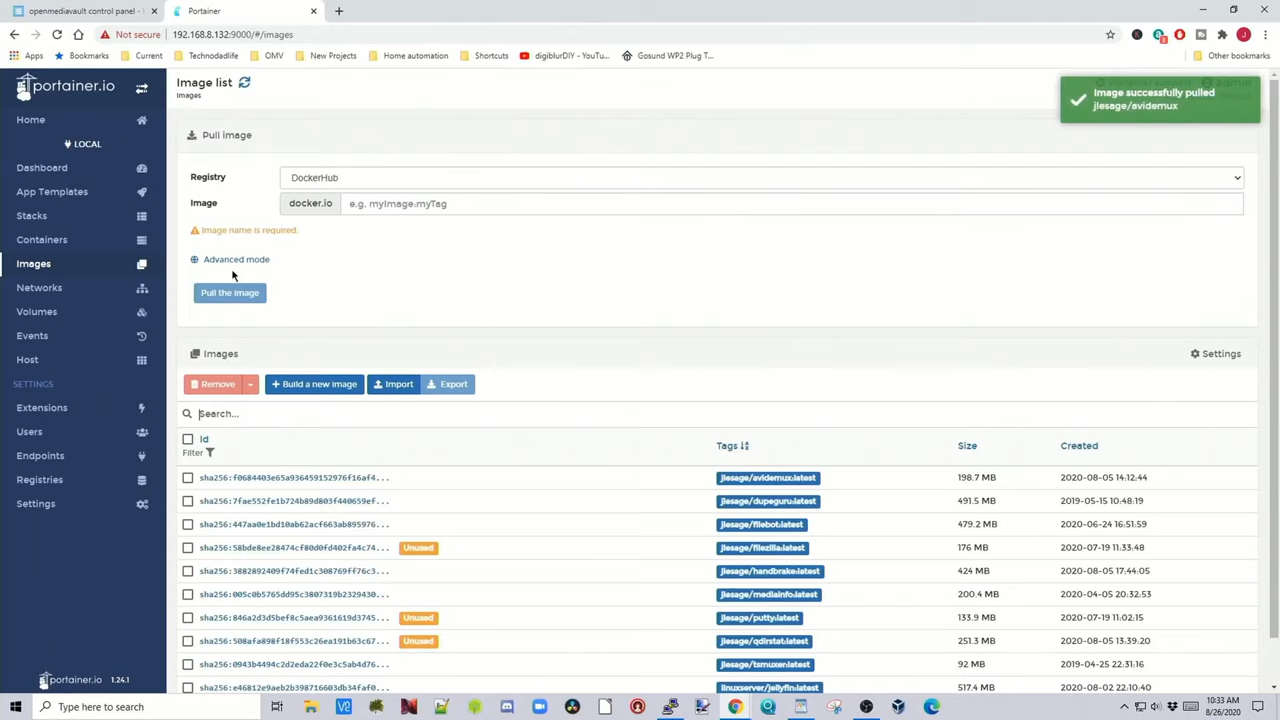 openmediavault control panel -
Portainer
Not secure
192.168.8.132:9000/#/images
Apps
Bookmarks
Current
Technodadlife
OMV
New Projects
Home automation
Shortcuts
digiblurDIY - YouTu...
Gosund WP2 Plug T...
Other bookmarks
portainer.io
Home
LOCAL
Dashboard
App Templates
Stacks
Containers
Images
Networks
Volumes
Events
Host
SETTINGS
Extensions
Users
Endpoints
Registries
Settings
portainer.io 1.24.1
Image list
Images
Image successfully pulled
jlesage/avidemux
Pull image
Registry
DockerHub
Image
docker.io
e.g. myImage:myTag
Image name is required.
Advanced mode
Pull the image
Images
Settings
Remove
Build a new image
Import
Export
Search...
Id
Filter
Tags
Size
Created
sha256:f0684403e65a936459152976f16af4... jlesage/avidemux:latest 198.7 MB 2020-08-05 14:12:44
sha256:7fae552fe1b724b89d803f440659ef... jlesage/dupeguru:latest 491.5 MB 2019-05-15 10:48:19
sha256:447aa0e1bd10ab62acf663ab895976... jlesage/filebot:latest 479.2 MB 2020-06-24 16:51:59
sha256:58bde8ee28474cf80d0fd402fa4c74... Unused jlesage/filezilla:latest 176 MB 2020-07-19 11:33:48
sha256:3882892409f74fed1c308769ff76c3... jlesage/handbrake:latest 424 MB 2020-08-05 17:44:05
sha256:005c0b5765dd95c3807319b2329430... jlesage/mediainfo:latest 200.4 MB 2020-04-05 20:32:53
sha256:846a2d3d5bef8c5aea9361619d3745... Unused jlesage/putty:latest 133.9 MB 2020-07-19 11:02:15
sha256:508afa898f18f553c26ea191b63c67... Unused jlesage/qdirstat:latest 251.3 MB 2020-08-05 13:39:20
sha256:0943b4494c2d2eda22f0e3c5ab4d76... jlesage/tsmuxer:latest 92 MB 2019-04-25 22:31:16
sha256:e46812e9aeb2b398716603db34faf0... linuxserver/jellyfin:latest 517.4 MB 2020-08-02 22:10:40
Type here to search
10:33 AM
8/26/2020